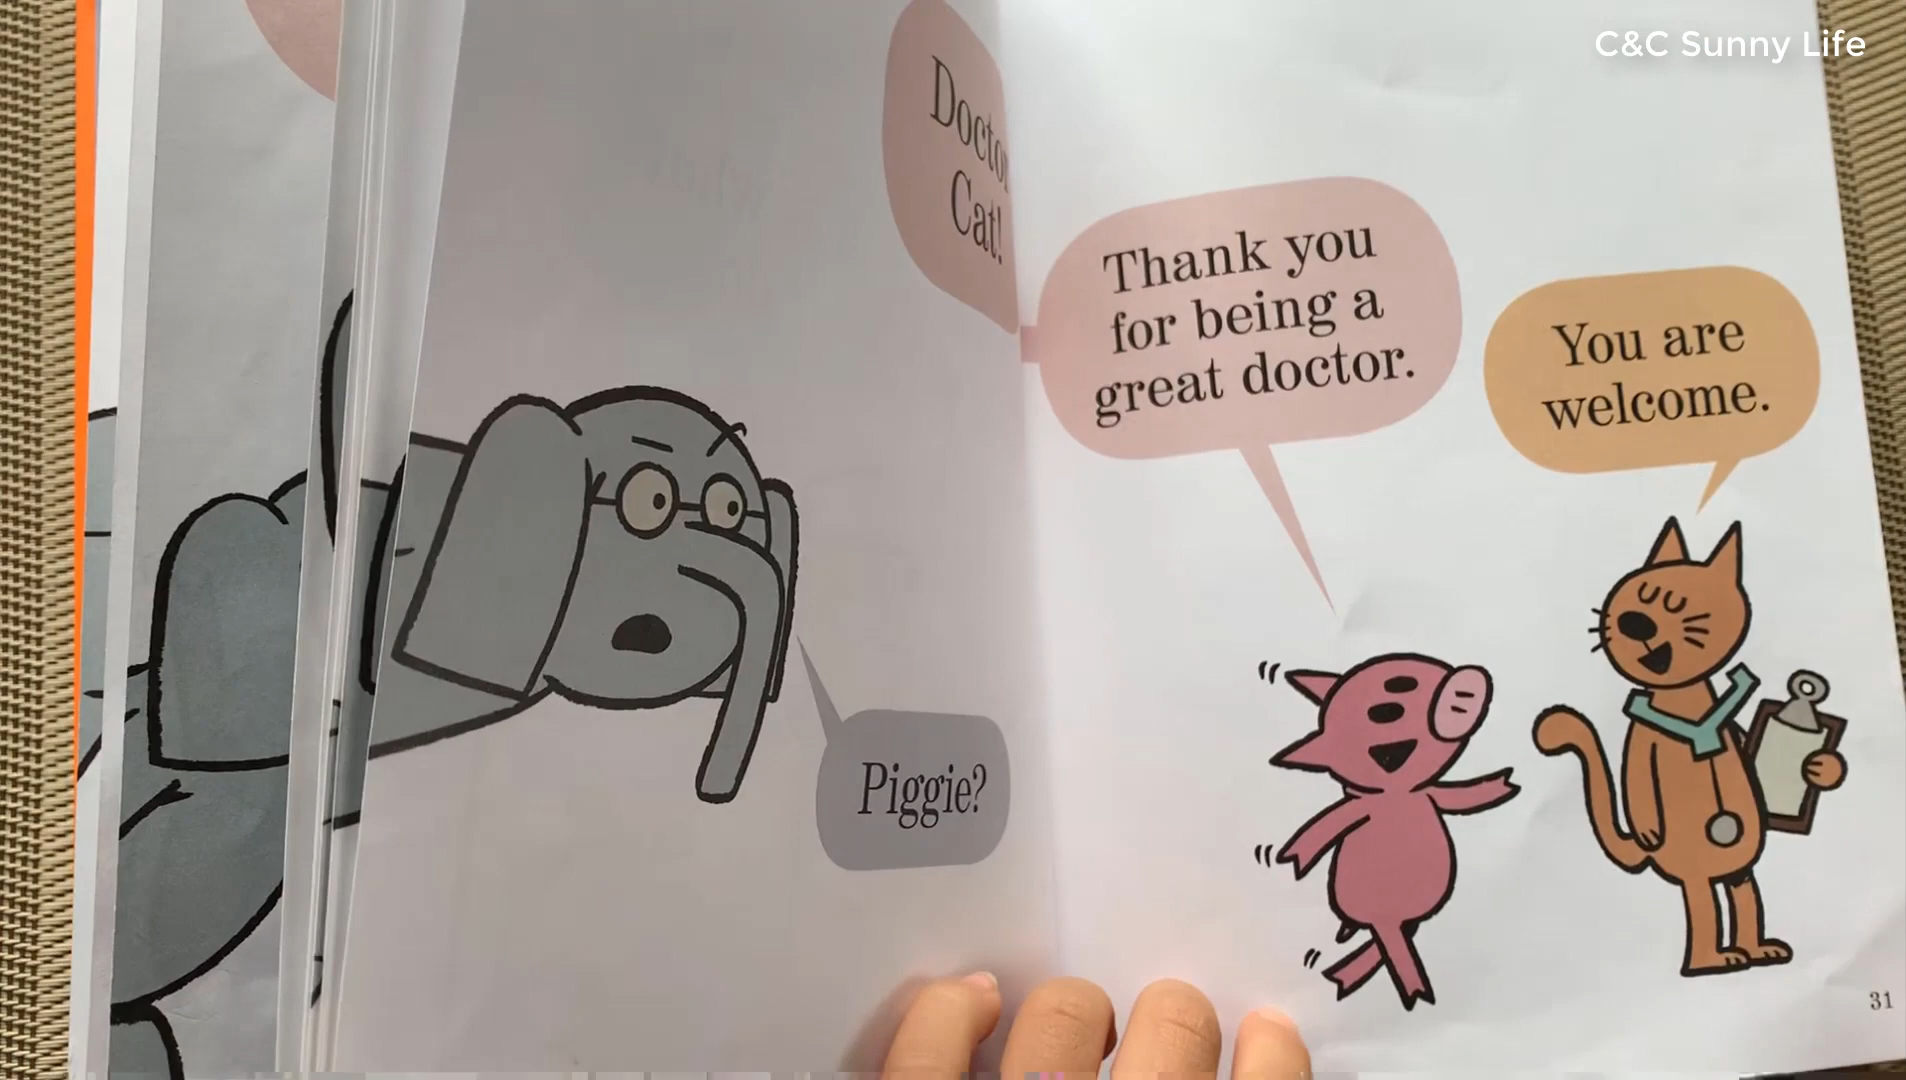 C&C Sunny Life
Doctor
Cat!
Thank you
for being a
great doctor.
You are
welcome.
Piggie?
31